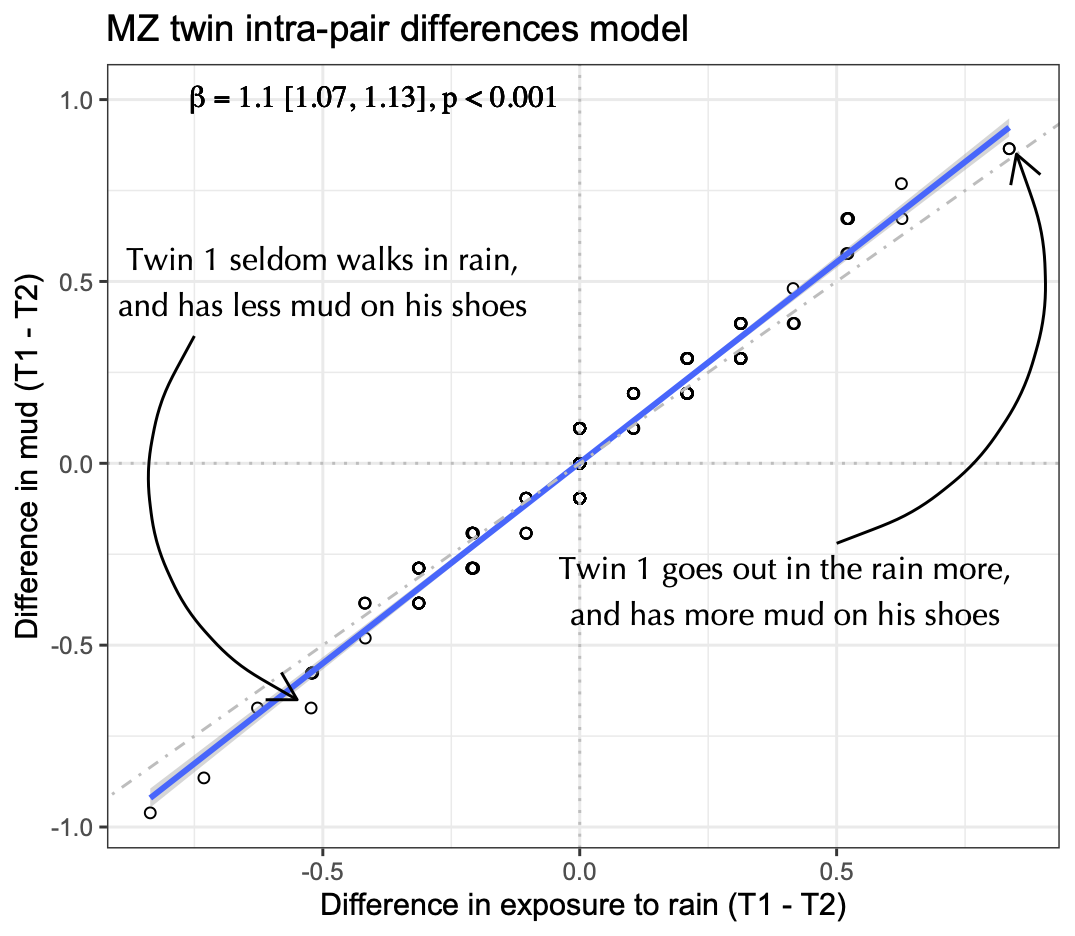 MZ twin intra-pair differences model
β = 1.1 [1.07, 1.13], p < 0.001
Twin 1 seldom walks in rain,
and has less mud on his shoes
Twin 1 goes out in the rain more,
and has more mud on his shoes
Difference in mud (T1 - T2)
1.0
0.5
0.0
-0.5
-1.0
-0.5
0.0
0.5
Difference in exposure to rain (T1 - T2)